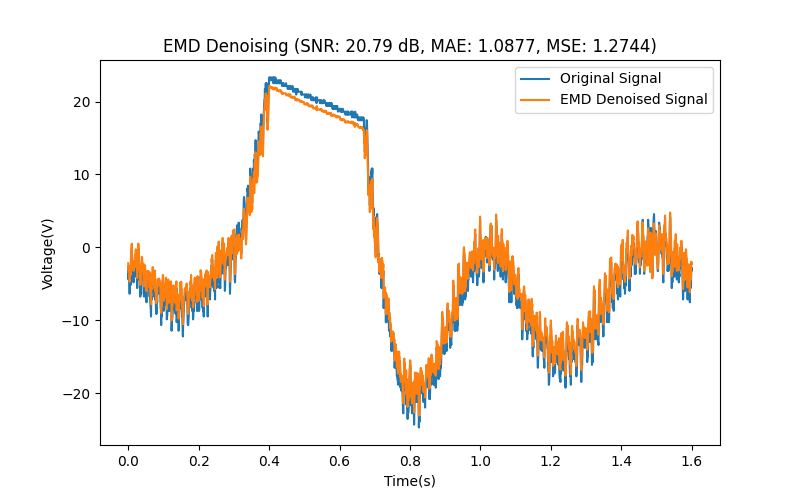 EMD Denoising (SNR: 20.79 dB, MAE: 1.0877, MSE: 1.2744)
Original Signal
EMD Denoised Signal
20
10
0
−10
−20
Voltage(V)
0.0 0.2 0.4 0.6 0.8 1.0 1.2 1.4 1.6
Time(s)